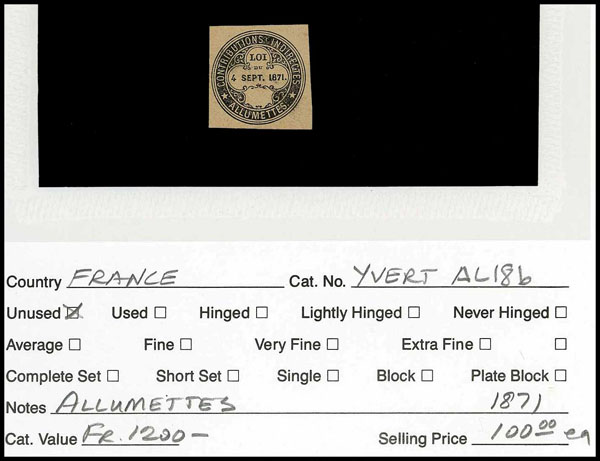 CONTRIBUTIONS INDIRECTES
LOI
DU
4 SEPT. 1871.
★ ALLUMETTES ★
Country FRANCE Cat. No. YVERT AL18b
Unused ☒ Used ☐ Hinged ☐ Lightly Hinged ☐ Never Hinged ☐
Average ☐ Fine ☐ Very Fine ☐ Extra Fine ☐ ☐
Complete Set ☐ Short Set ☐ Single ☐ Block ☐ Plate Block ☐
Notes ALLUMETTES 1871
Cat. Value FR. 1200- Selling Price 100.00 ea